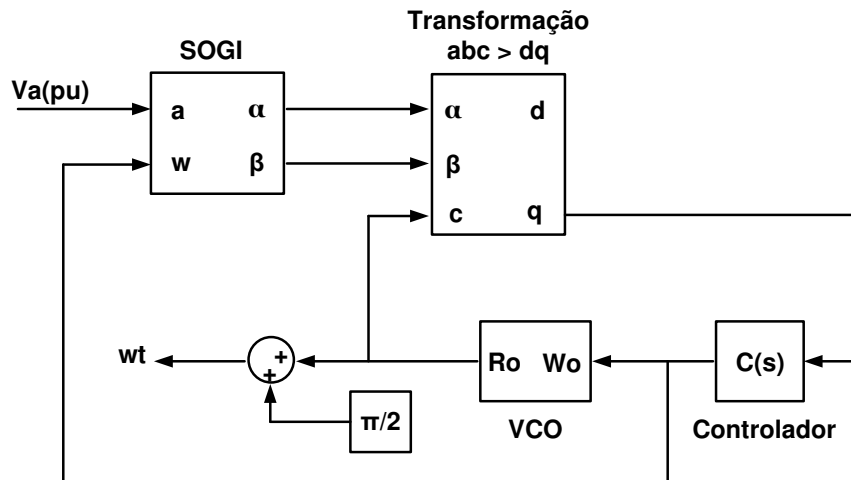 Transformação
abc > dq
SOGI
Va(pu)
a α
w β
α d
β
c q
wt
+
+
π/2
Ro Wo
VCO
C(s)
Controlador